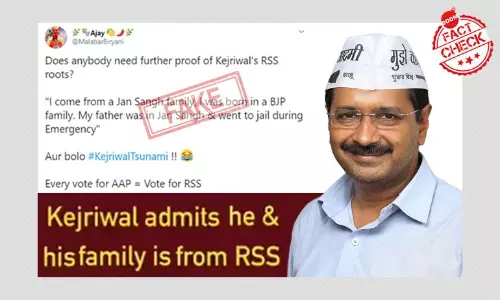 Ajay
@MalabarBiryani
Does anybody need further proof of Kejriwal's RSS
roots?
"I come from a Jan Sangh family, I was born in a BJP
family. My father was in Jan Sangh & went to jail during
Emergency"
FAKE
Aur bolo #KejriwalTsunami !!
Every vote for AAP = Vote for RSS
Kejriwal admits he &
his family is from RSS
100%
FACT
CHECK
आदमी
मुझे